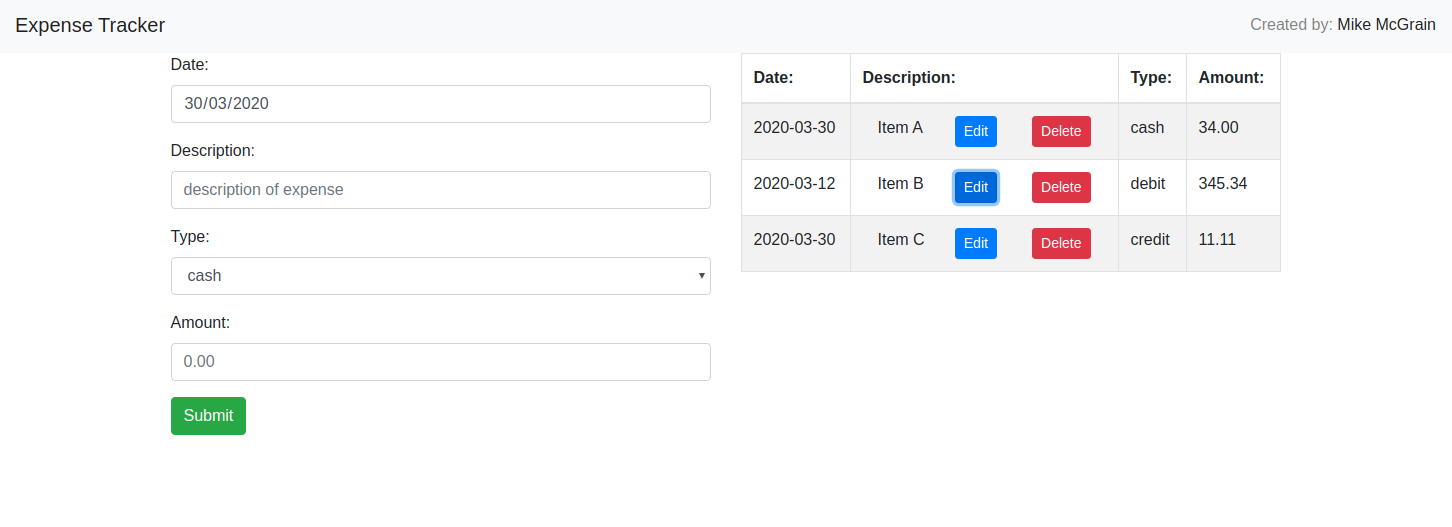 Expense Tracker
Created by: Mike McGrain
Date:
30/03/2020
Description:
description of expense
Type:
cash
Amount:
0.00
Submit
Date: Description: Type: Amount:
2020-03-30 Item A Edit Delete cash 34.00
2020-03-12 Item B Edit Delete debit 345.34
2020-03-30 Item C Edit Delete credit 11.11